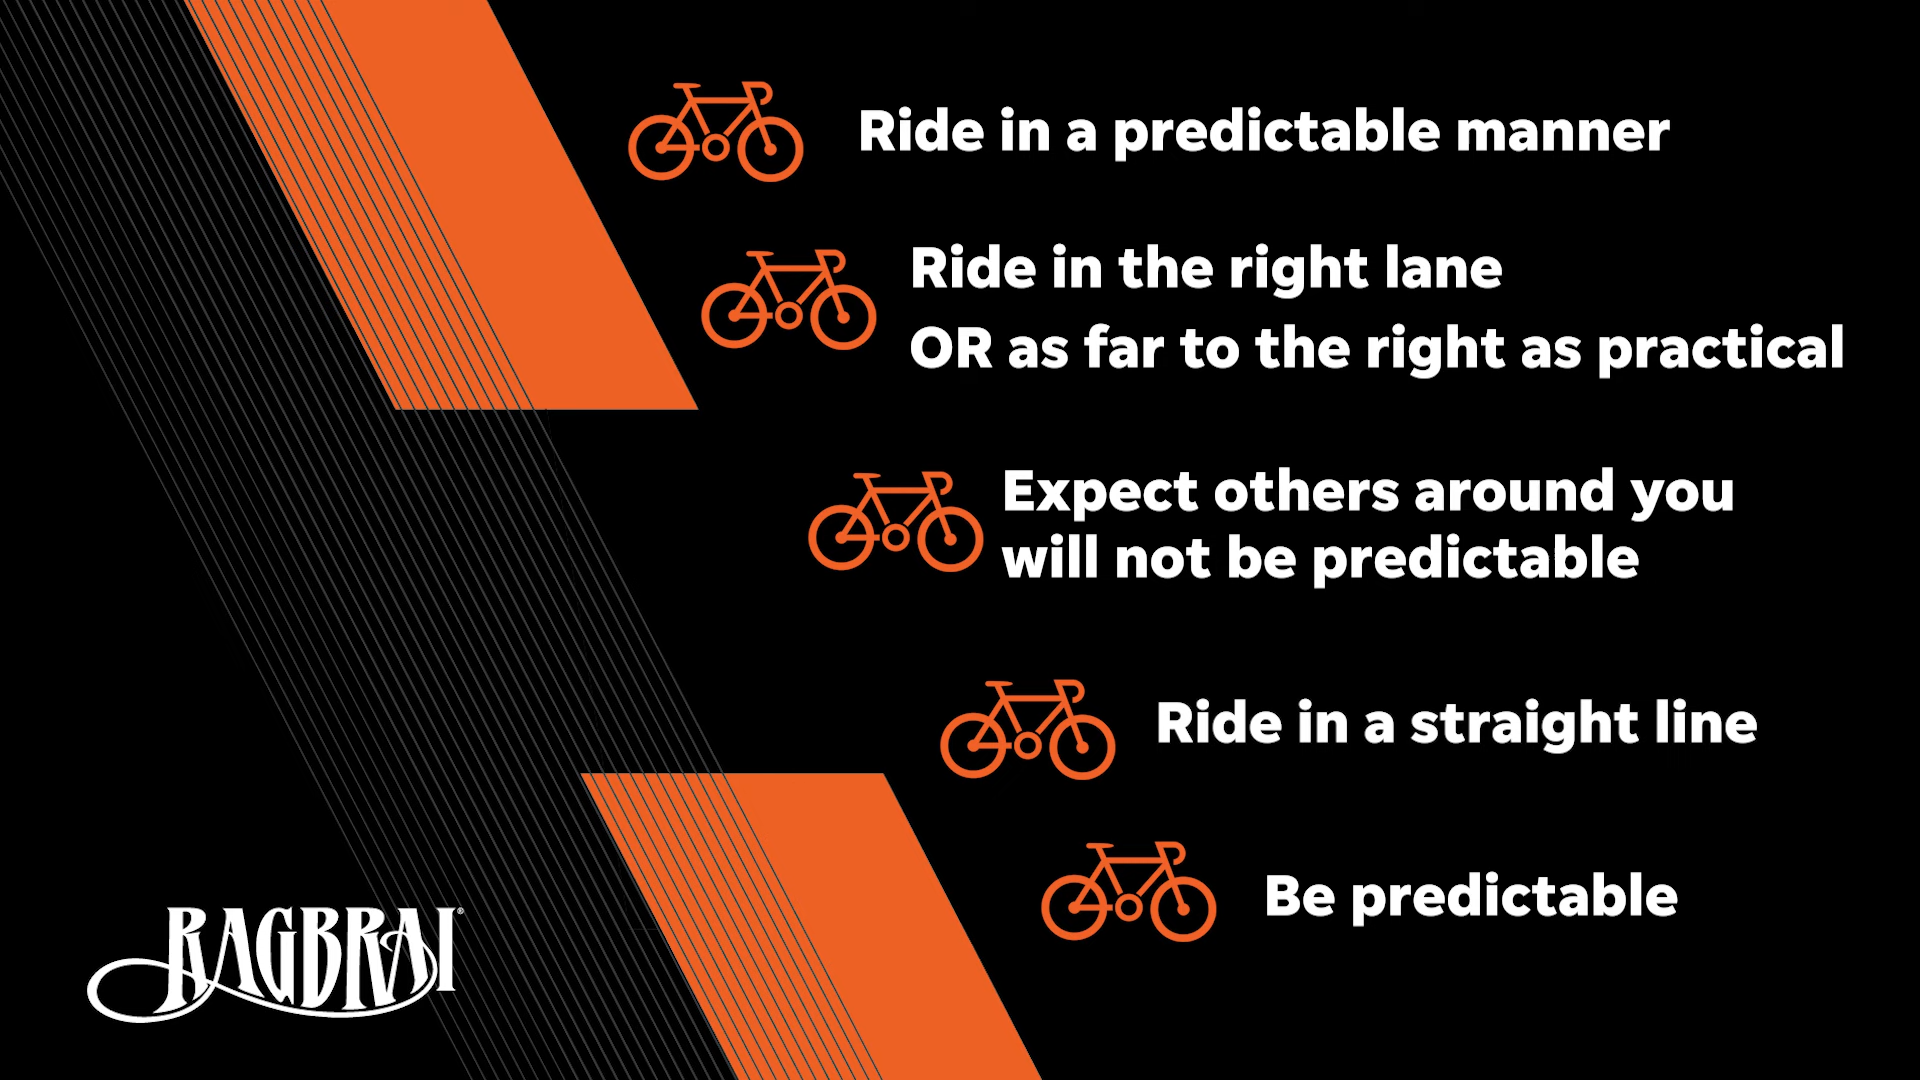 Ride in a predictable manner
Ride in the right lane
OR as far to the right as practical
Expect others around you
will not be predictable
Ride in a straight line
Be predictable
RAGBRAI®